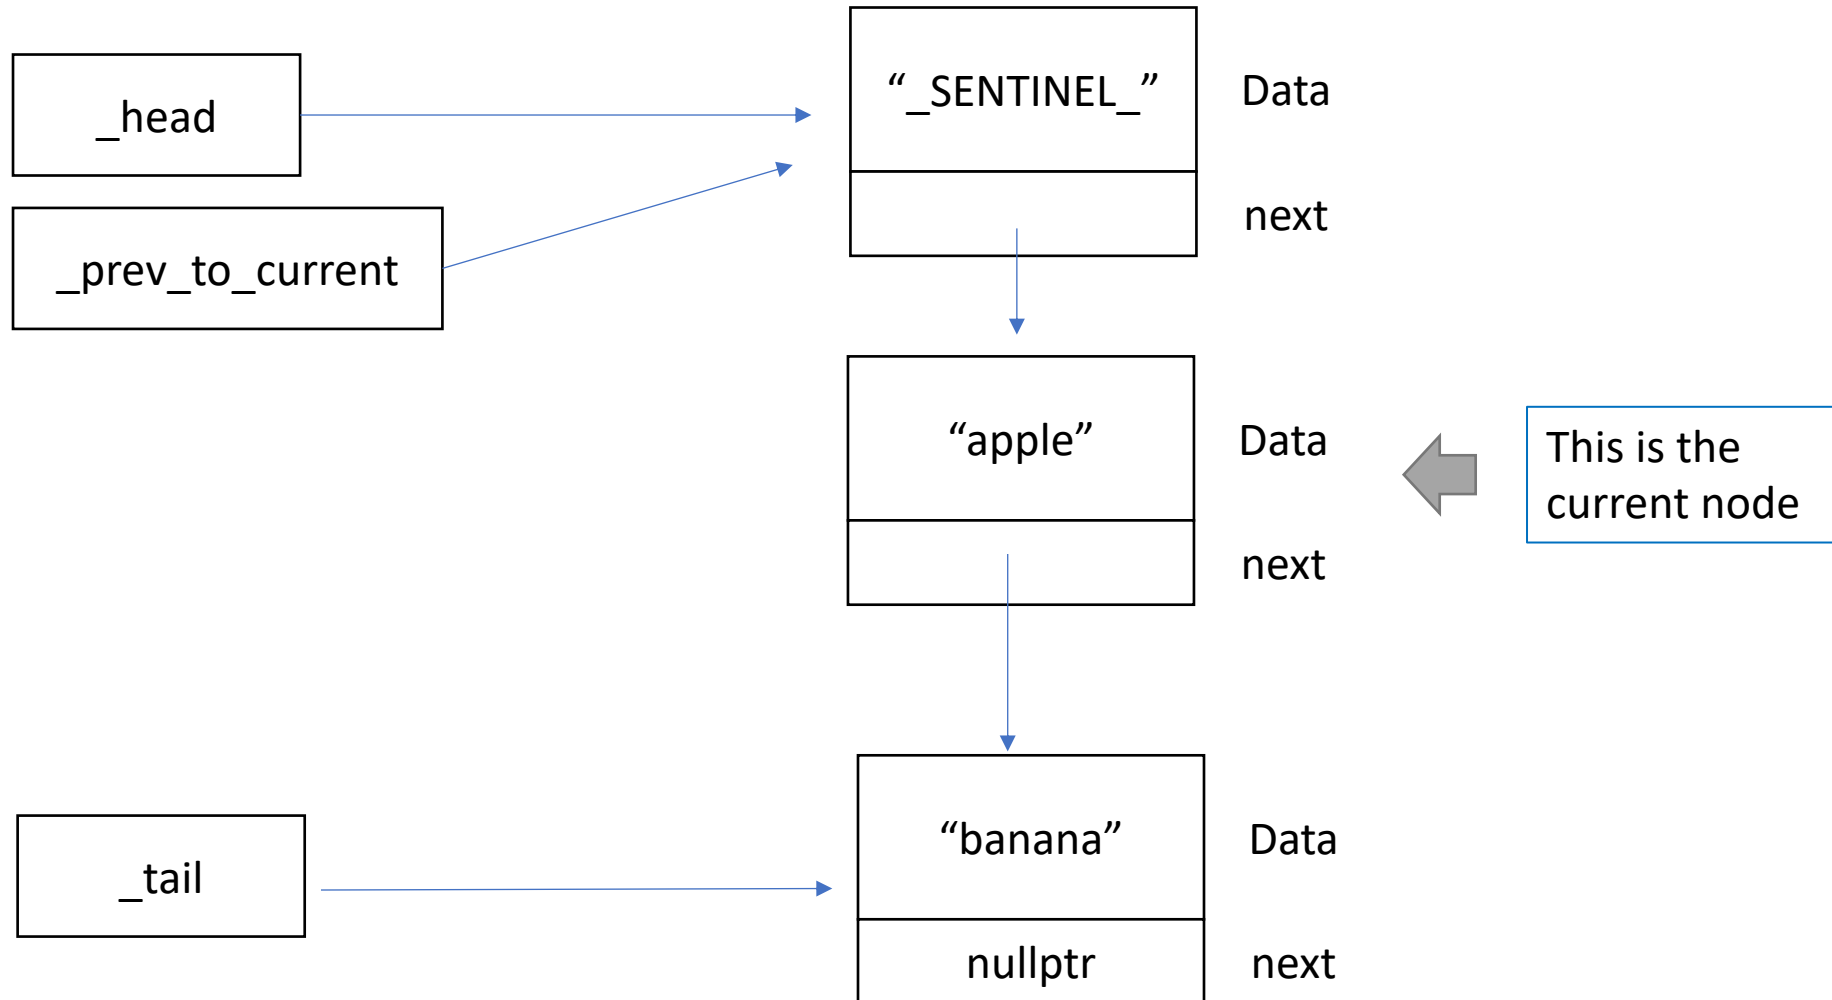 _head
“_SENTINEL_”
Data
_prev_to_current
next
“apple”
Data
This is the
current node
next
“banana”
Data
_tail
nullptr
next